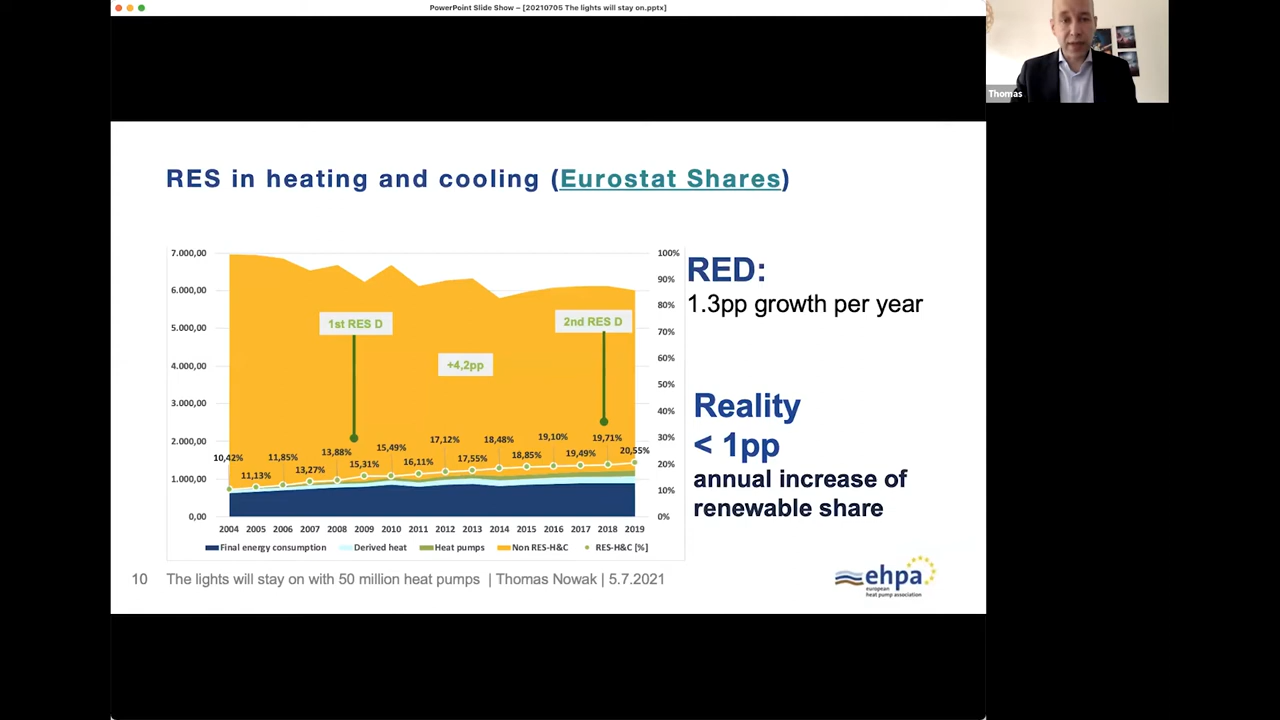 PowerPoint Slide Show – [20210705 The lights will stay on.pptx]
Thomas
RES in heating and cooling (Eurostat Shares)
7.000,00
6.000,00
5.000,00
4.000,00
3.000,00
2.000,00
1.000,00
0,00
100%
90%
80%
70%
60%
50%
40%
30%
20%
10%
0%
1st RES D
2nd RES D
+4,2pp
10,42%
11,13%
11,85%
13,27%
13,88%
15,31%
15,49%
16,11%
17,12%
17,55%
18,48%
18,85%
19,10%
19,49%
19,71%
20,55%
2004 2005 2006 2007 2008 2009 2010 2011 2012 2013 2014 2015 2016 2017 2018 2019
Final energy consumption Derived heat Heat pumps Non RES-H&C RES-H&C [%]
RED:
1.3pp growth per year
Reality
< 1pp
annual increase of
renewable share
10 The lights will stay on with 50 million heat pumps | Thomas Nowak | 5.7.2021
ehpa
european
heat pump association